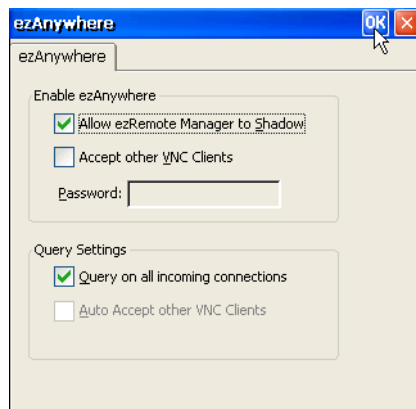 ezAnywhere
OK
ezAnywhere
Enable ezAnywhere
Allow ezRemote Manager to Shadow
Accept other VNC Clients
Password:
Query Settings
Query on all incoming connections
Auto Accept other VNC Clients